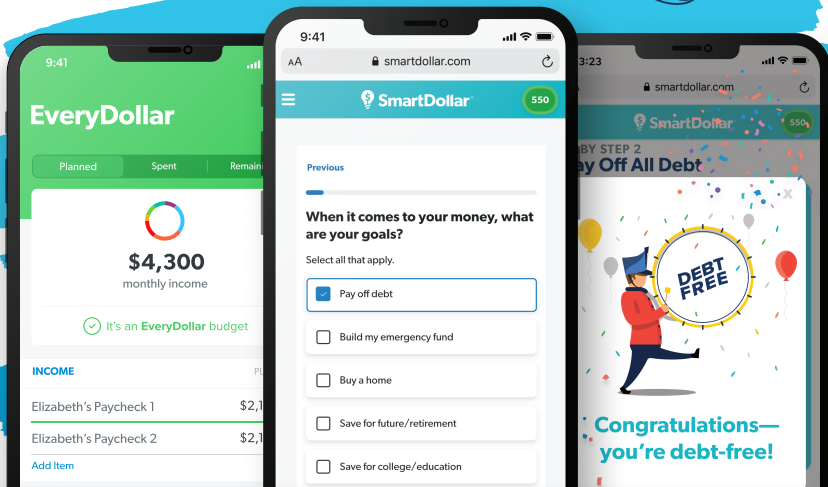 9:41
EveryDollar
Planned
Spent
Remain
$4,300
monthly income
It's an EveryDollar budget
INCOME
Elizabeth's Paycheck 1
$2,1
Elizabeth's Paycheck 2
$2,1
Add Item
9:41
AA
smartdollar.com
SmartDollar
550
Previous
When it comes to your money, what
are your goals?
Select all that apply.
Pay off debt
Build my emergency fund
Buy a home
Save for future/retirement
Save for college/education
3:23
smartdollar.com
SmartDollar
550
BY STEP 2
ay Off All Debt
X
DEBT
FREE
Congratulations—
you're debt-free!